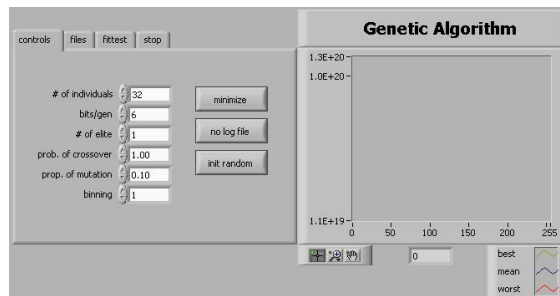 controls files fittest stop
# of individuals 32
bits/gen 6
# of elite 1
prob. of crossover 1.00
prop. of mutation 0.10
binning 1
minimize
no log file
init random
Genetic Algorithm
1.3E+20
1.0E+20
1.1E+19
0 50 100 150 200 255
0
best
mean
worst